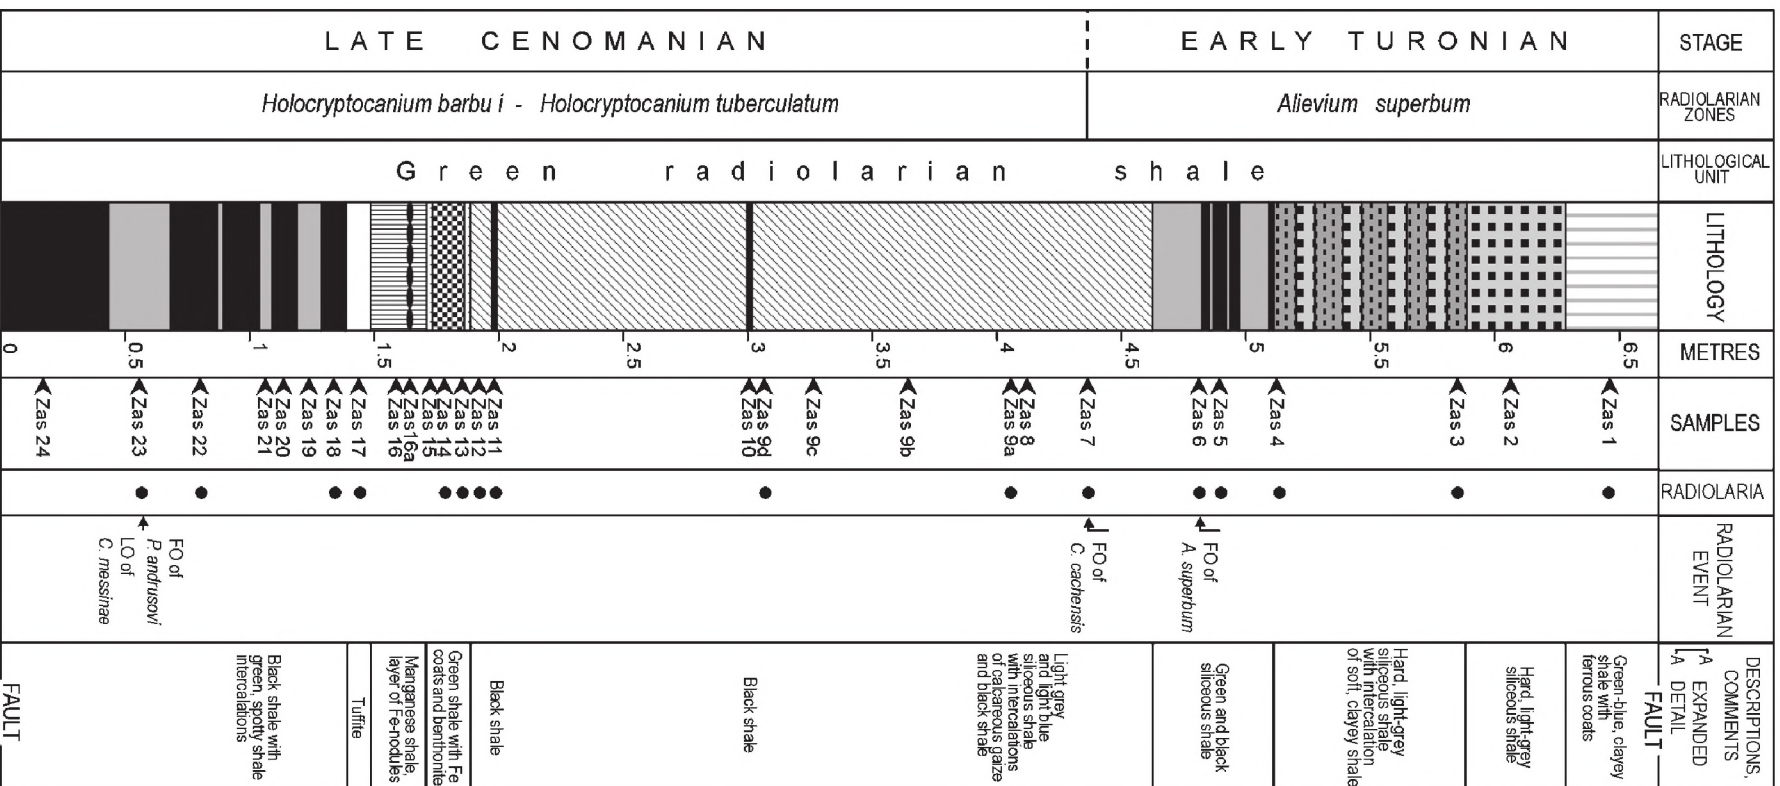 LATE CENOMANIAN
EARLY TURONIAN
STAGE
Holocryptocanium barbu i - Holocryptocanium tuberculatum
Alievium superbum
RADIOLARIAN
ZONES
Green radiolarian shale
LITHOLOGICAL
UNIT
LITHOLOGY
0
0.5
1
1.5
2
2.5
3
3.5
4
4.5
5
5.5
6
6.5
METRES
Zas 24
Zas 23
Zas 22
Zas 21
Zas 20
Zas 19
Zas 18
Zas 17
Zas 16
Zas 16a
Zas 15
Zas 14
Zas 13
Zas 12
Zas 11
Zas 10
Zas 9d
Zas 9c
Zas 9b
Zas 9a
Zas 8
Zas 7
Zas 6
Zas 5
Zas 4
Zas 3
Zas 2
Zas 1
SAMPLES
RADIOLARIA
FO of
P. andrusovi
LO of
C. messinae
FO of
C. cachensis
FO of
A. superbum
RADIOLARIAN
EVENT
FAULT
Black shale with
green, spotty shale
intercalations
Tuffite
Manganese shale,
layer of Fe-nodules
Green shale with Fe
coats and benthonite
Black shale
Black shale
Light grey
and light blue
siliceous shale
with intercalations
of calcareous gaize
and black shale
Green and black
siliceous shale
Hard, light-grey
siliceous shale
with intercalation
of soft, clayey shale
Hard, light-grey
siliceous shale
Green-blue, clayey
shale with
ferrous coats
FAULT
DESCRIPTIONS,
COMMENTS
A EXPANDED
A DETAIL